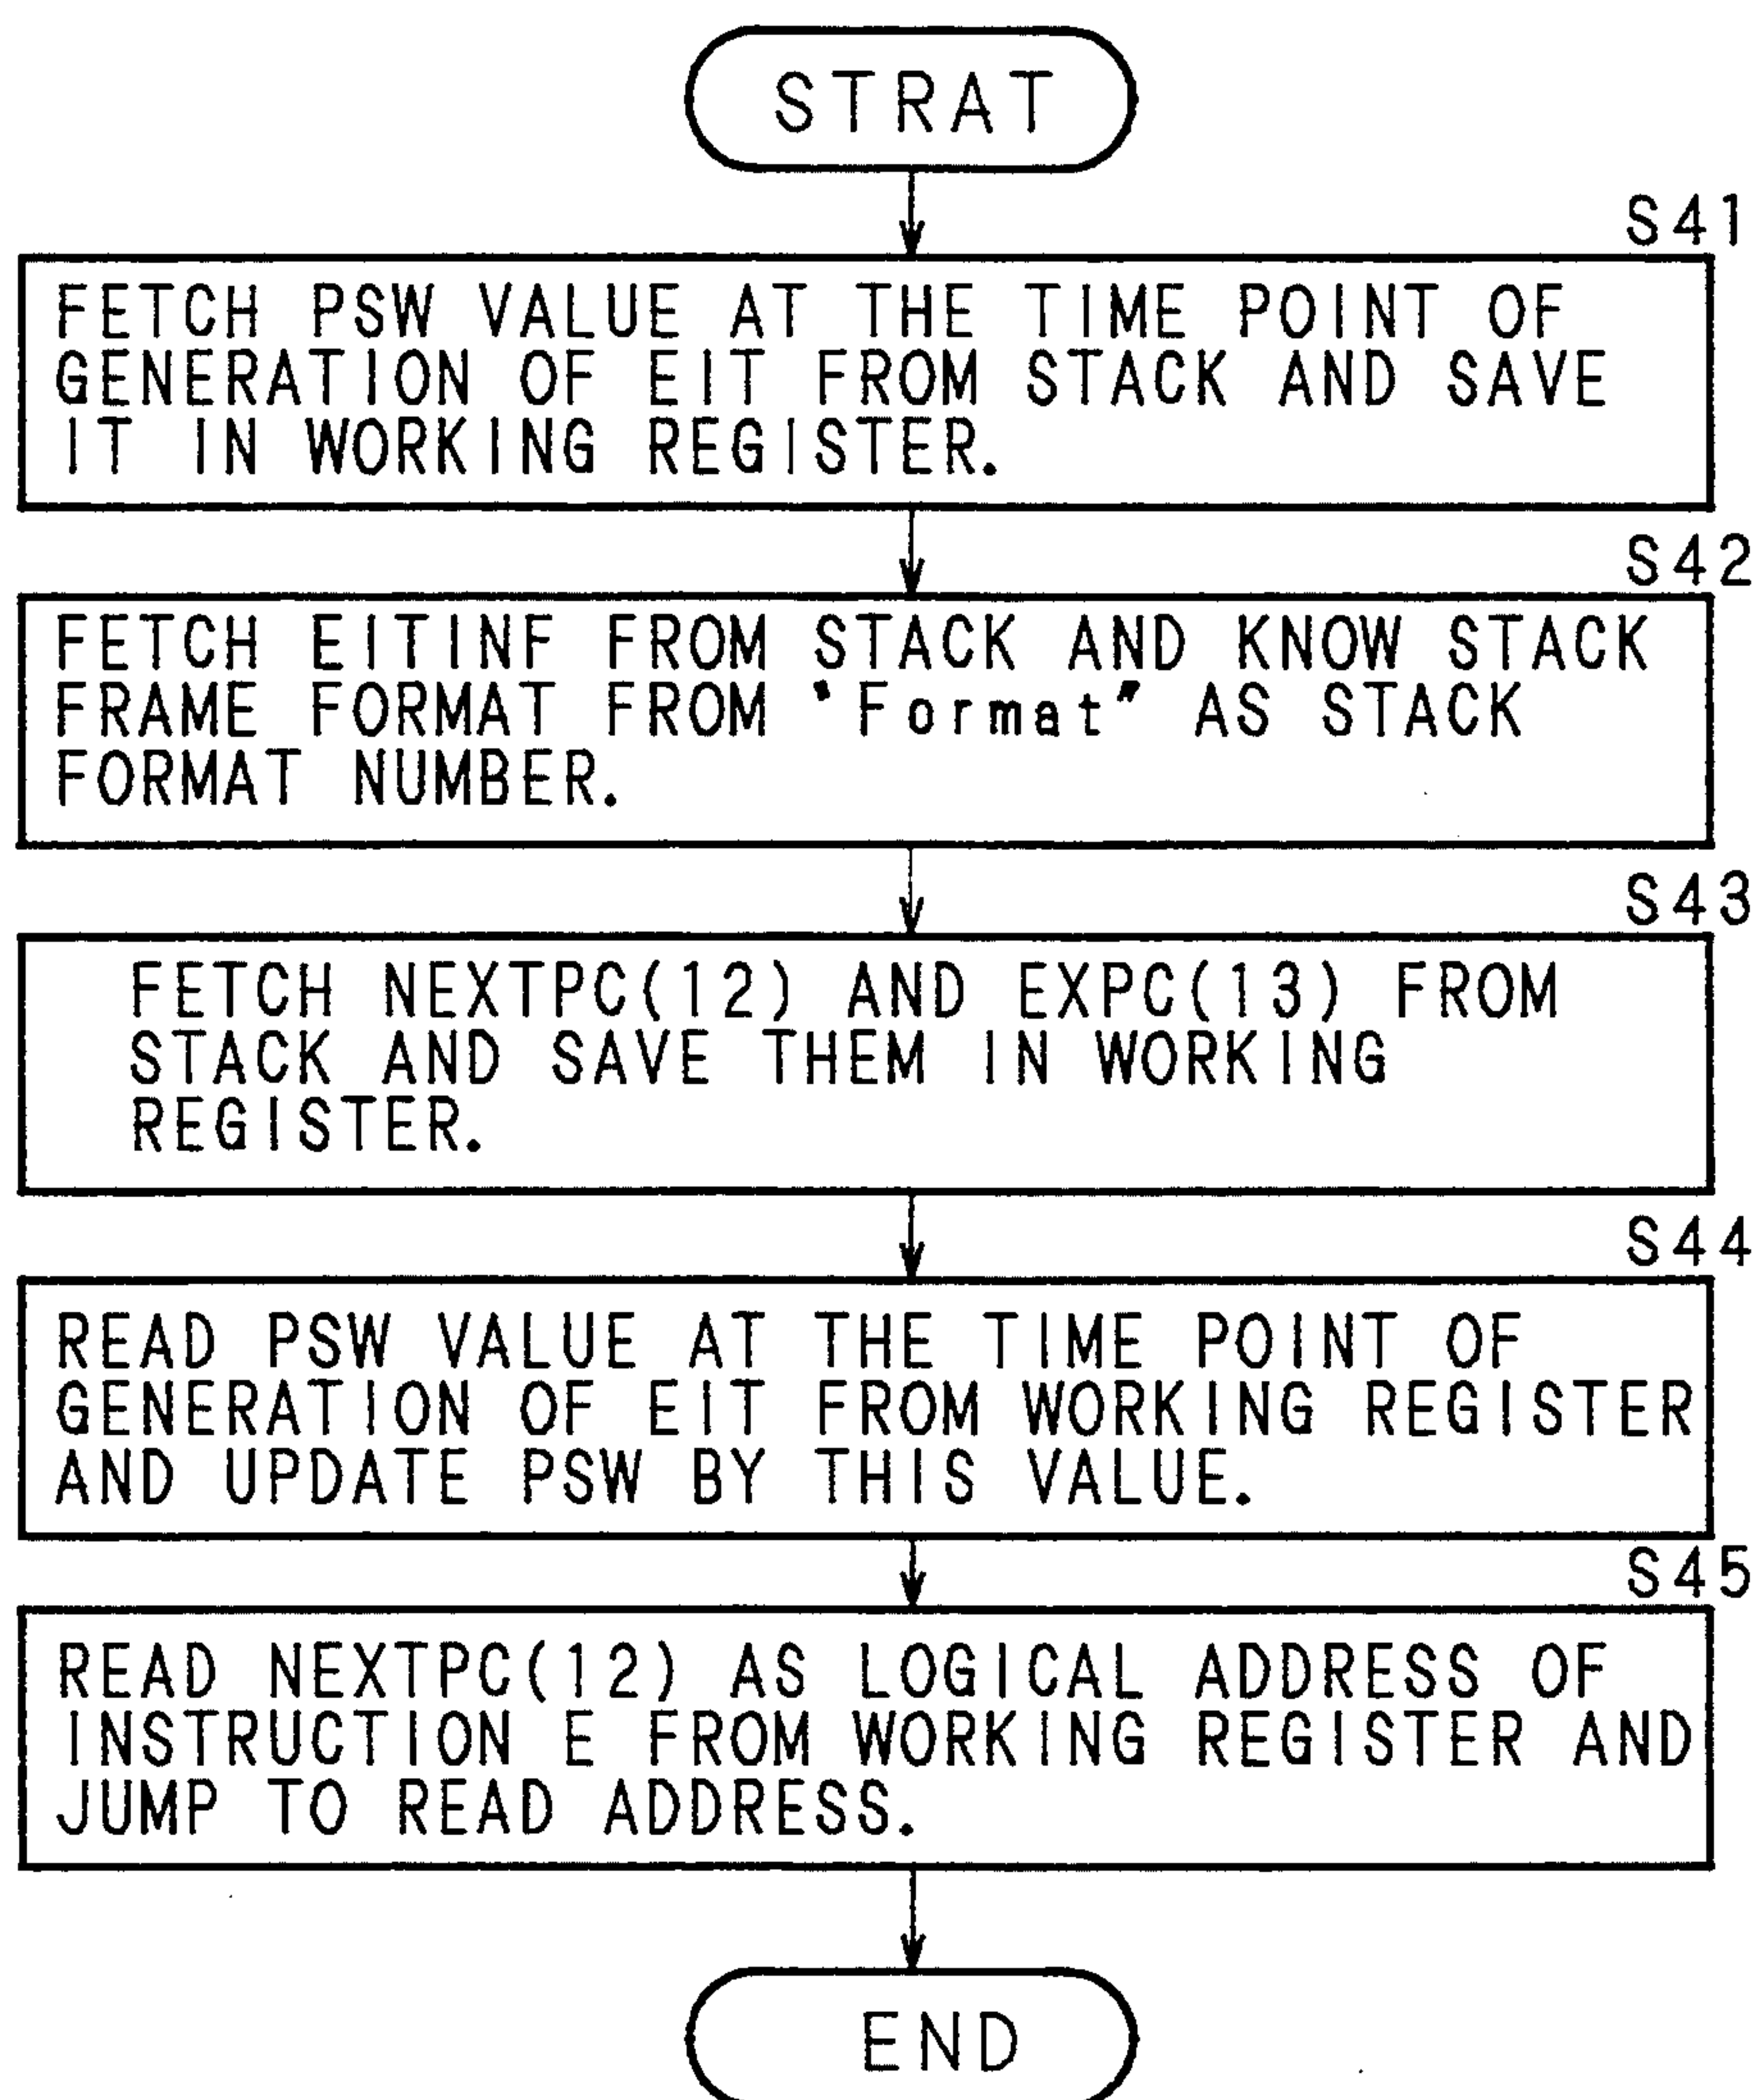 STRAT
S41
FETCH PSW VALUE AT THE TIME POINT OF
GENERATION OF EIT FROM STACK AND SAVE
IT IN WORKING REGISTER.
S42
FETCH EITINF FROM STACK AND KNOW STACK
FRAME FORMAT FROM "Format" AS STACK
FORMAT NUMBER.
S43
FETCH NEXTPC(12) AND EXPC(13) FROM
STACK AND SAVE THEM IN WORKING
REGISTER.
S44
READ PSW VALUE AT THE TIME POINT OF
GENERATION OF EIT FROM WORKING REGISTER
AND UPDATE PSW BY THIS VALUE.
S45
READ NEXTPC(12) AS LOGICAL ADDRESS OF
INSTRUCTION E FROM WORKING REGISTER AND
JUMP TO READ ADDRESS.
END